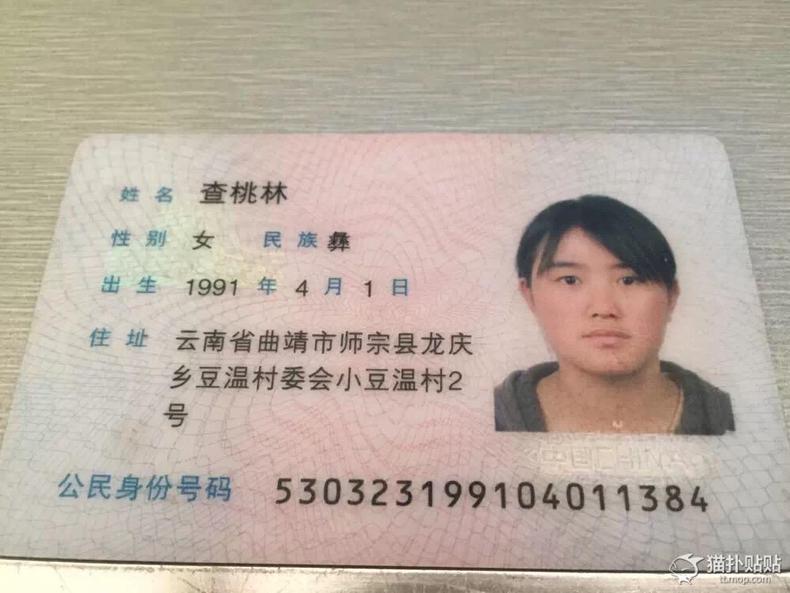 姓名 查桃林
性别 女 民族 彝
出生 1991 年 4 月 1 日
住址 云南省曲靖市师宗县龙庆
乡豆温村委会小豆温村2
号
公民身份号码 530323199104011384
猫扑贴贴
tt.mop.com